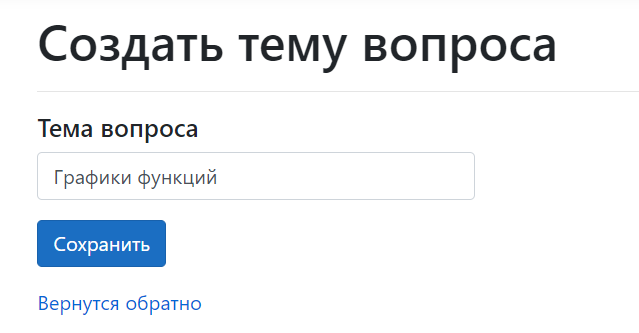 Создать тему вопроса
Тема вопроса
Графики функций
Сохранить
Вернутся обратно